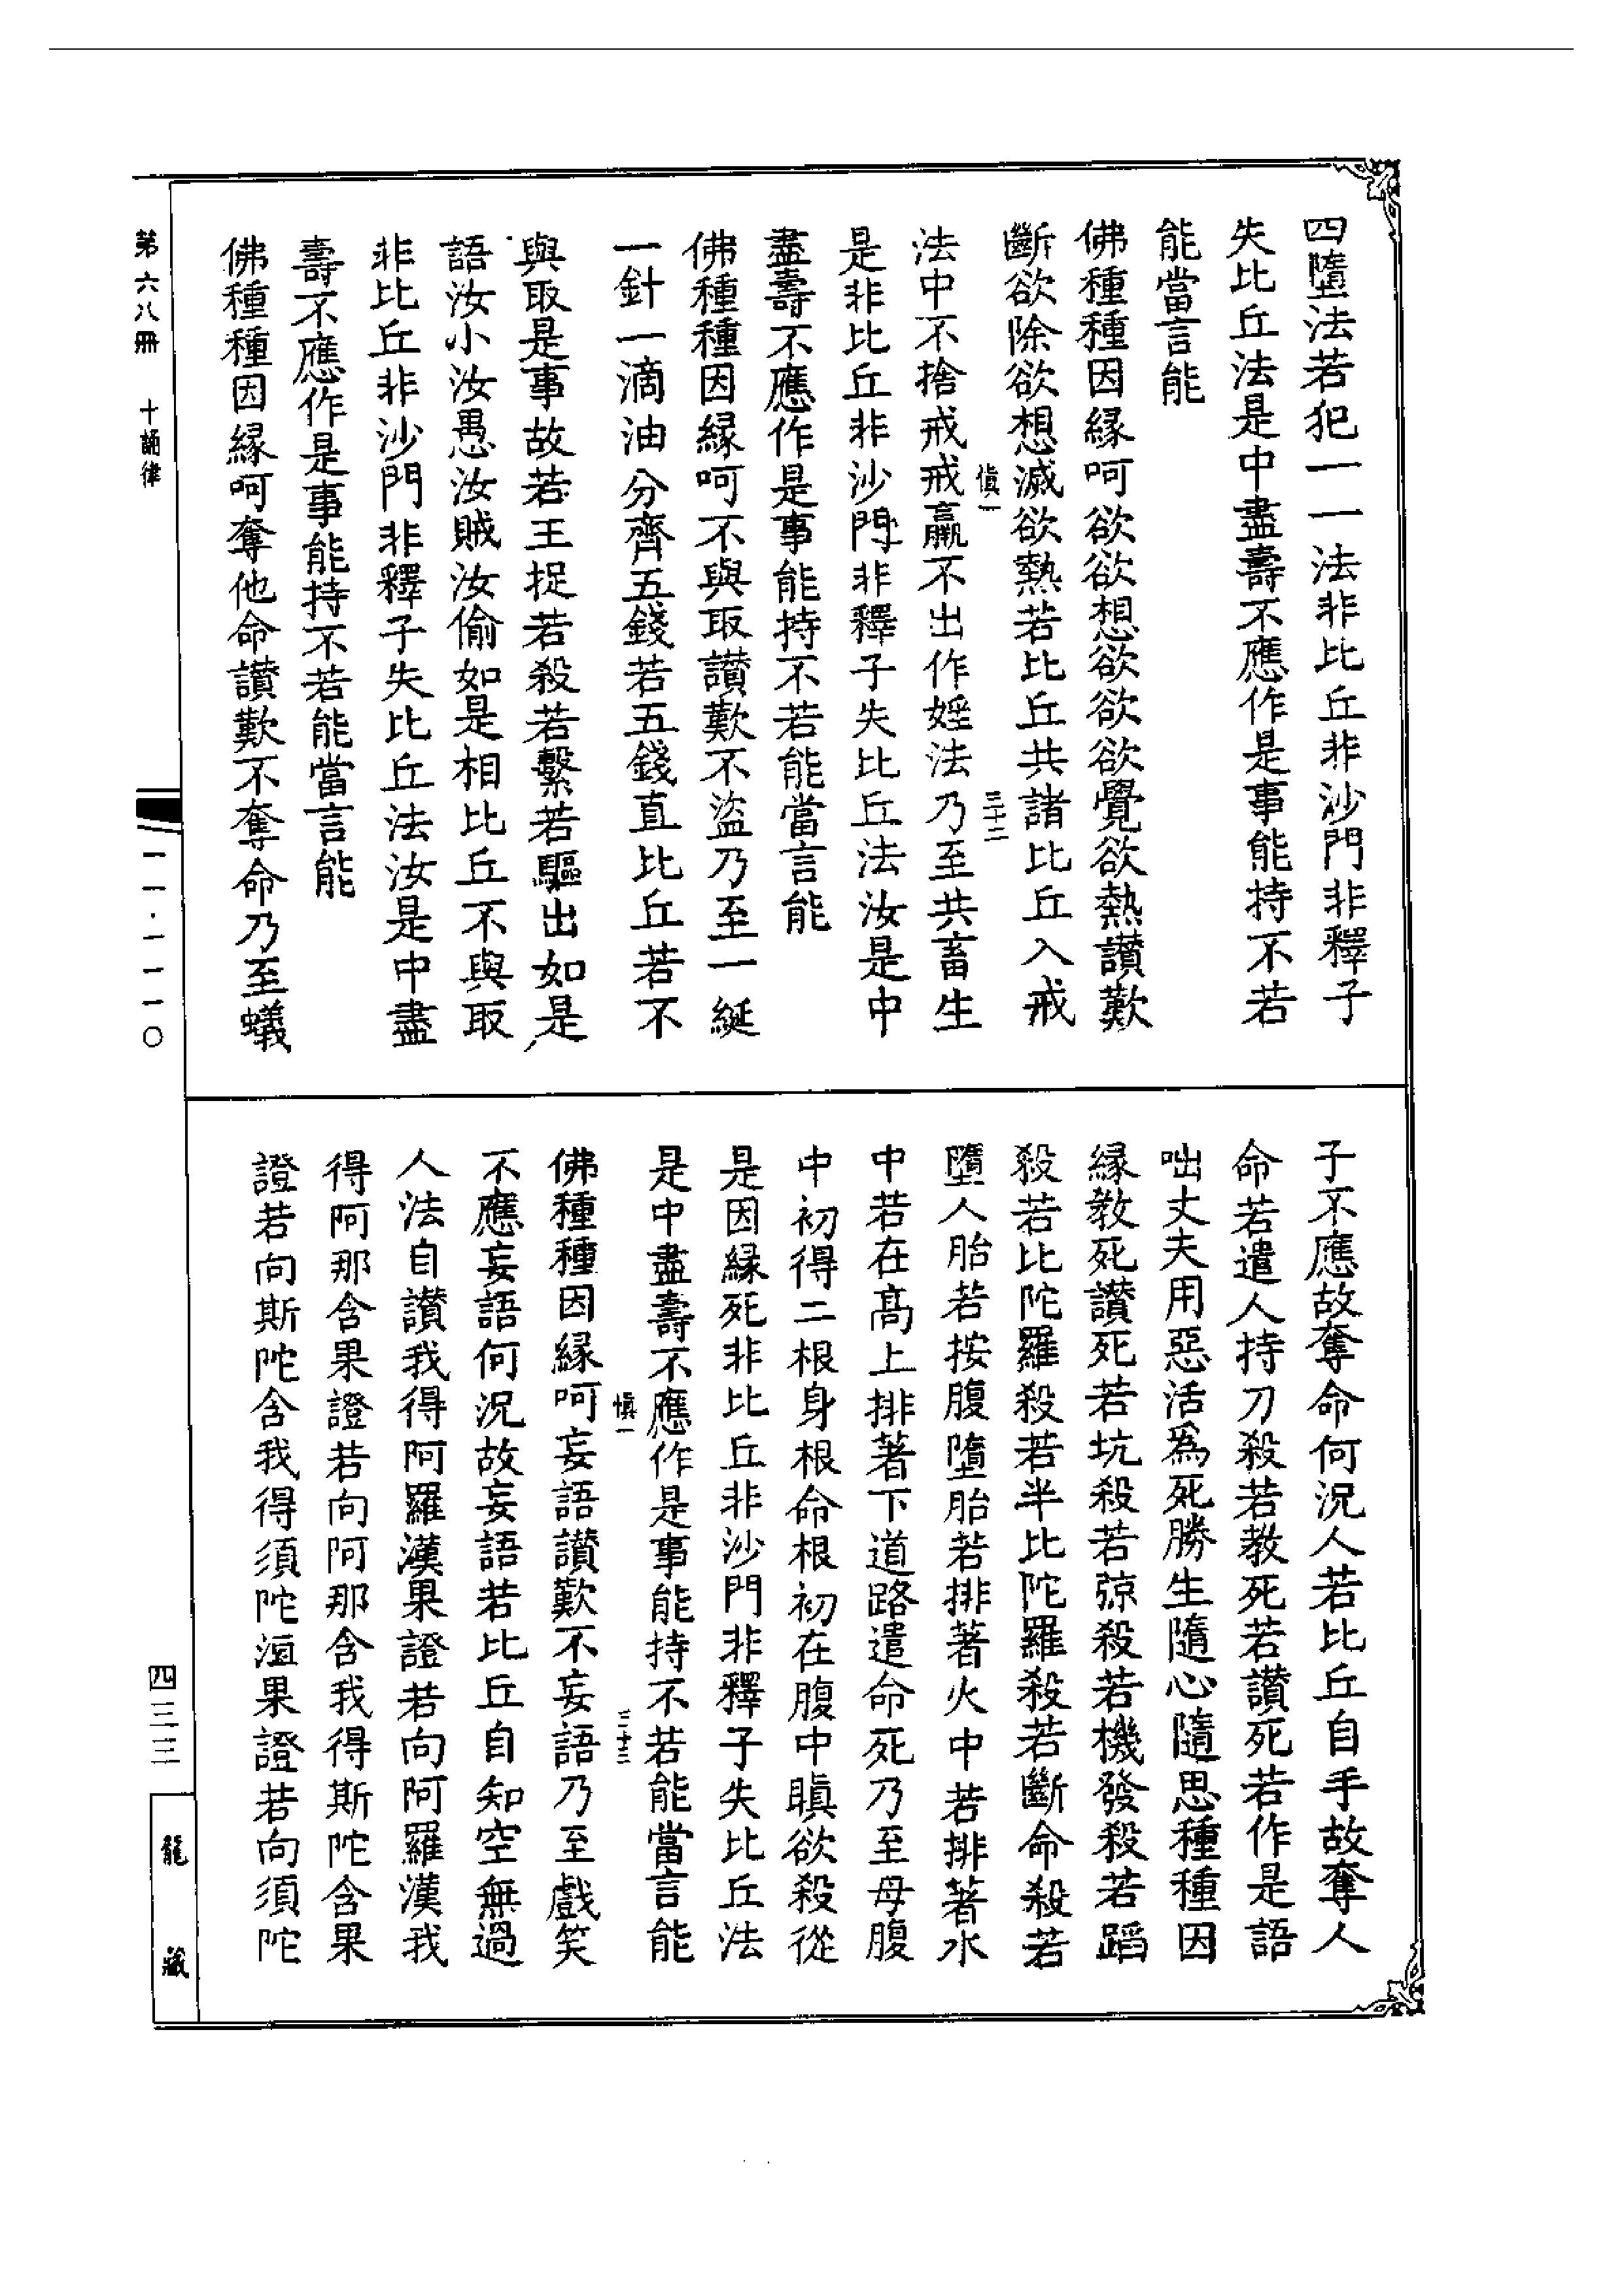 四墮法若犯一一法非比丘非沙門非釋子
失比丘法是中盡壽不應作是事能持不若
能當言能
佛種種因緣呵欲欲想欲欲欲覺欲熱讃歎
斷欲除欲想滅欲熱若比丘共諸比丘入戒
慎一
三十二
法中不捨戒戒羸不出作婬法乃至共畜生
是非比丘非沙門非釋子失比丘法汝是中
盡壽不應作是事能持不若能當言能
佛種種因緣呵不與取讃歎不盜乃至一綖
一針一滴油分齊五錢若五錢直比丘若不
與取是事故若王捉若殺若繫若驅出如是
語汝小汝愚汝賊汝偷如是相比丘不與取
非比丘非沙門非釋子失比丘法汝是中盡
壽不應作是事能持不若能當言能
佛種種因緣呵奪他命讃歎不奪命乃至蟻
子不應故奪命何況人若比丘自手故奪人
命若遣人持刀殺若教死若讃死若作是語
咄丈夫用惡活為死勝生隨心隨思種種因
緣教死讃死若坑殺若弶殺若機發殺若蹈
殺若比陀羅殺若半比陀羅殺若斷命殺若
墮人胎若按腹墮胎若排著火中若排著水
中若在高上排著下道路遣命死乃至母腹
中初得二根身根命根初在腹中瞋欲殺從
是因緣死非比丘非沙門非釋子失比丘法
是中盡壽不應作是事能持不若能當言能
慎一
三十三
佛種種因緣呵妄語讃歎不妄語乃至戲笑
不應妄語何況故妄語若比丘自知空無過
人法自讃我得阿羅漢果證若向阿羅漢我
得阿那含果證若向阿那含我得斯陀含果
證若向斯陀含我得須陀洹果證若向須陀
第六八冊 十誦律
一一·一一一〇
四三三
龍藏